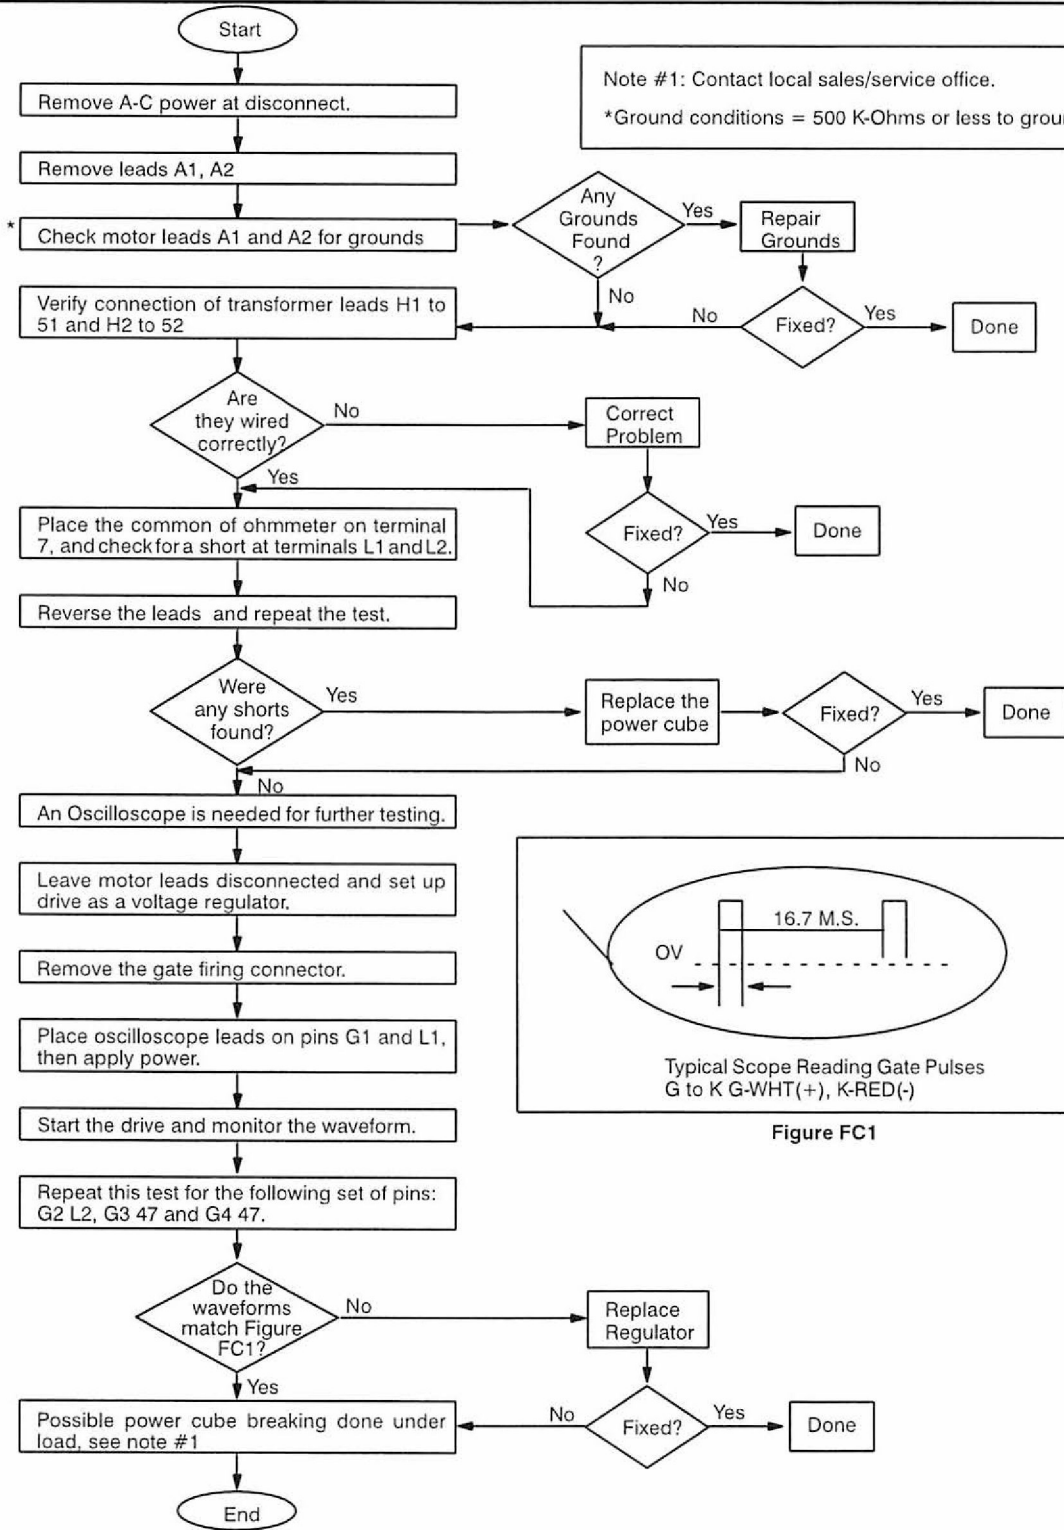 Start
Note #1: Contact local sales/service office.
*Ground conditions = 500 K-Ohms or less to
Remove A-C power at disconnect.
Remove leads A1, A2
*
Check motor leads A1 and A2 for grounds
Any
Grounds
Found
?
Yes
Repair
Grounds
No
Verify connection of transformer leads H1 to
51 and H2 to 52
No
Fixed?
Yes
Done
Are
they wired
correctly?
No
Correct
Problem
Yes
Place the common of ohmmeter on terminal
7, and check for a short at terminals L1 and L2.
Fixed?
Yes
Done
No
Reverse the leads and repeat the test.
Were
any shorts
found?
Yes
Replace the
power cube
Fixed?
Yes
Done
No
No
An Oscilloscope is needed for further testing.
Leave motor leads disconnected and set up
drive as a voltage regulator.
Remove the gate firing connector.
Place oscilloscope leads on pins G1 and L1,
then apply power.
Start the drive and monitor the waveform.
Repeat this test for the following set of pins:
G2 L2, G3 47 and G4 47.
16.7 M.S.
OV
Typical Scope Reading Gate Pulses
G to K G-WHT(+), K-RED(-)
Figure FC1
Do the
waveforms
match Figure
FC1?
No
Replace
Regulator
Yes
Possible power cube breaking done under
load, see note #1
No
Fixed?
Yes
Done
End